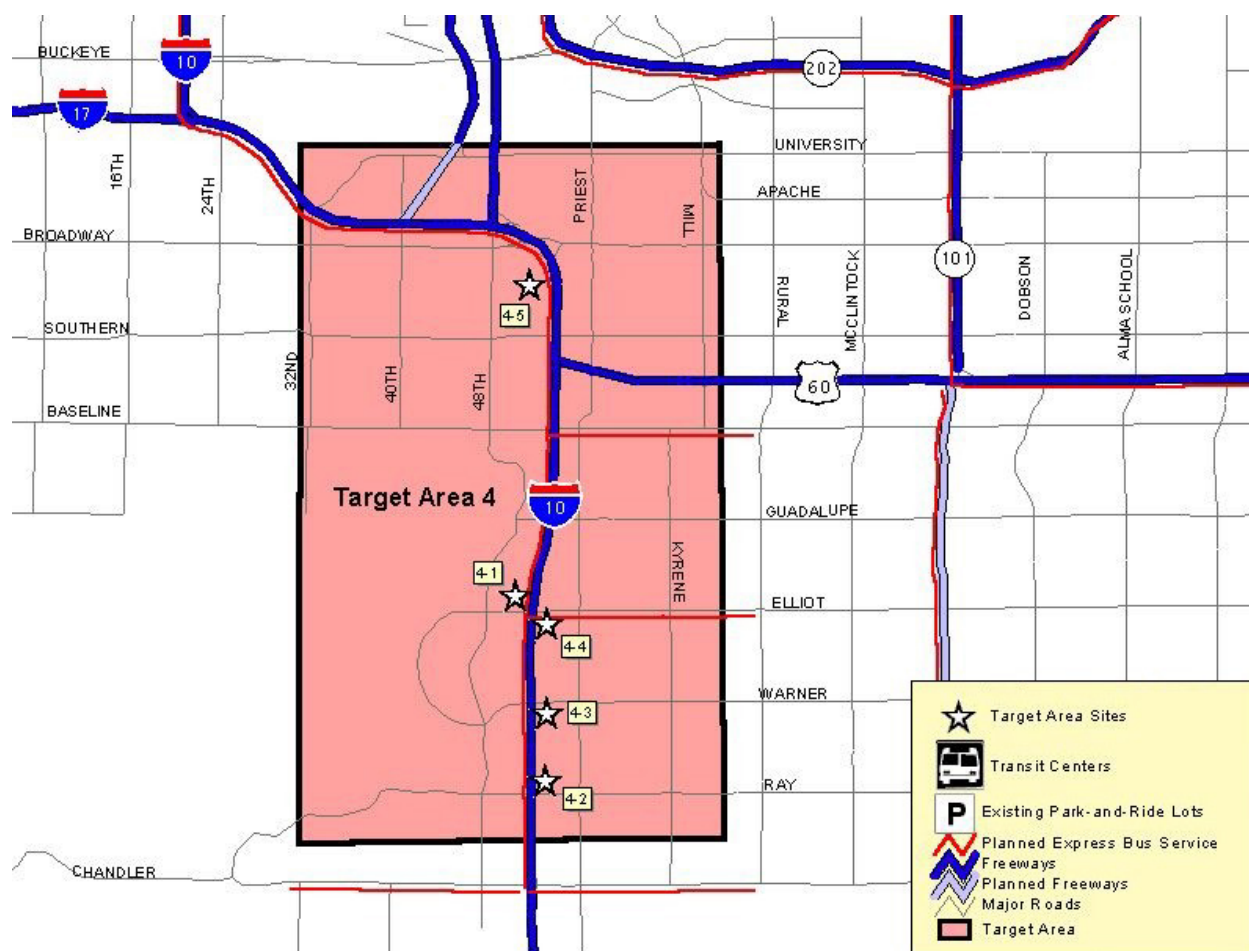 BUCKEYE
10
17
202
16TH
24TH
UNIVERSITY
PRIEST
APACHE
MILL
BROADWAY
101
4-5
RURAL
MCCLINTOCK
DOBSON
ALMA SCHOOL
SOUTHERN
32ND
40TH
48TH
60
BASELINE
Target Area 4
10
GUADALUPE
KYRENE
4-1
ELLIOT
4-4
WARNER
4-3
RAY
4-2
CHANDLER
Target Area Sites
Transit Centers
P
Existing Park-and-Ride Lots
Planned Express Bus Service
Freeways
Planned Freeways
Major Roads
Target Area